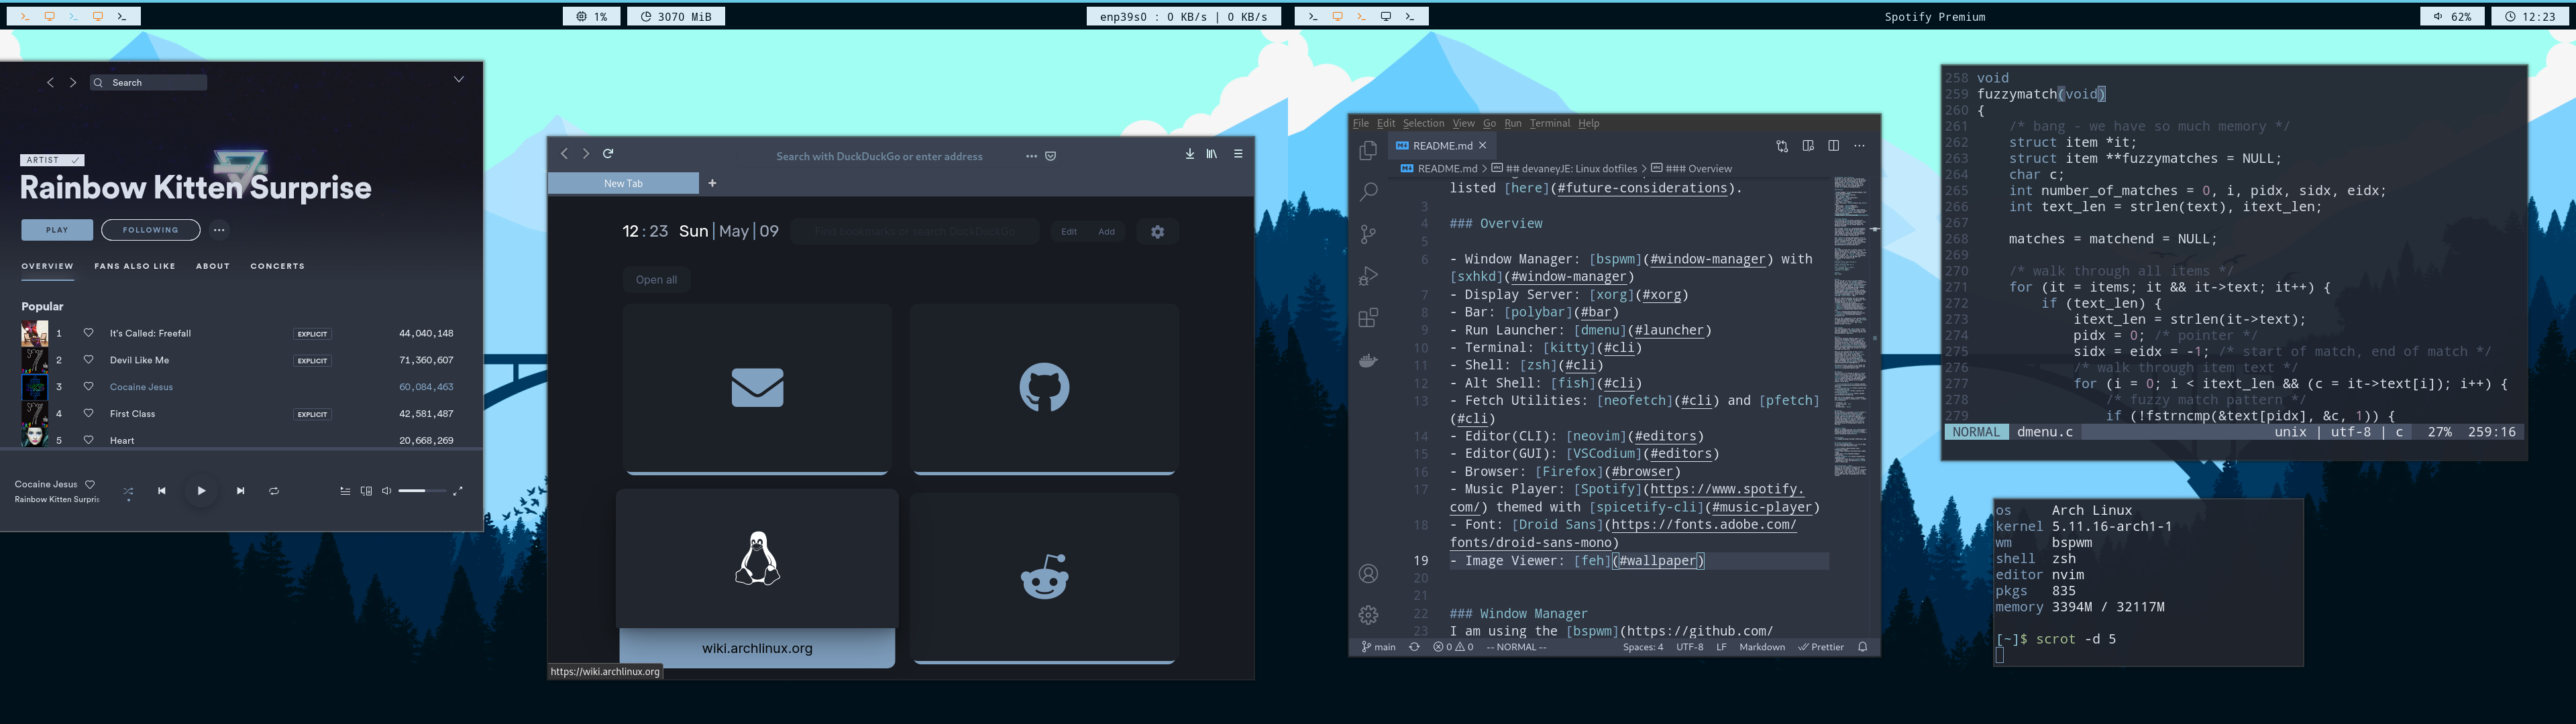 1%
3070 MiB
enp39s0 : 0 KB/s | 0 KB/s
Spotify Premium
62%
12:23
Search
ARTIST
Rainbow Kitten Surprise
PLAY
FOLLOWING
OVERVIEW FANS ALSO LIKE ABOUT CONCERTS
Popular
1 It's Called: Freefall EXPLICIT 44,040,148
2 Devil Like Me EXPLICIT 71,360,607
3 Cocaine Jesus 60,084,463
4 First Class EXPLICIT 42,581,487
5 Heart 20,668,269
Cocaine Jesus
Rainbow Kitten Surpris
Search with DuckDuckGo or enter address
New Tab
12 : 23 Sun | May | 09
Find bookmarks or search DuckDuckGo
Edit Add
Open all
wiki.archlinux.org
https://wiki.archlinux.org
File Edit Selection View Go Run Terminal Help
README.md
README.md > ## devaneyJE: Linux dotfiles > ### Overview
listed [here](#future-considerations).
3
4 ### Overview
5
6 - Window Manager: [bspwm](#window-manager) with
[sxhkd](#window-manager)
7 - Display Server: [xorg](#xorg)
8 - Bar: [polybar](#bar)
9 - Run Launcher: [dmenu](#launcher)
10 - Terminal: [kitty](#cli)
11 - Shell: [zsh](#cli)
12 - Alt Shell: [fish](#cli)
13 - Fetch Utilities: [neofetch](#cli) and [pfetch]
(#cli)
14 - Editor(CLI): [neovim](#editors)
15 - Editor(GUI): [VSCodium](#editors)
16 - Browser: [Firefox](#browser)
17 - Music Player: [Spotify](https://www.spotify.
com/) themed with [spicetify-cli](#music-player)
18 - Font: [Droid Sans](https://fonts.adobe.com/
fonts/droid-sans-mono)
19 - Image Viewer: [feh](#wallpaper)
20
21
22 ### Window Manager
23 I am using the [bspwm](https://github.com/
main 0 0 -- NORMAL -- Spaces: 4 UTF-8 LF Markdown Prettier
258 void
259 fuzzymatch(void)
260 {
261 /* bang - we have so much memory */
262 struct item *it;
263 struct item **fuzzymatches = NULL;
264 char c;
265 int number_of_matches = 0, i, pidx, sidx, eidx;
266 int text_len = strlen(text), itext_len;
267
268 matches = matchend = NULL;
269
270 /* walk through all items */
271 for (it = items; it && it->text; it++) {
272 if (text_len) {
273 itext_len = strlen(it->text);
274 pidx = 0; /* pointer */
275 sidx = eidx = -1; /* start of match, end of match */
276 /* walk through item text */
277 for (i = 0; i < itext_len && (c = it->text[i]); i++) {
278 /* fuzzy match pattern */
279 if (!fstrncmp(&text[pidx], &c, 1)) {
NORMAL dmenu.c unix | utf-8 | c 27% 259:16
os Arch Linux
kernel 5.11.16-arch1-1
wm bspwm
shell zsh
editor nvim
pkgs 835
memory 3394M / 32117M
[~]$ scrot -d 5